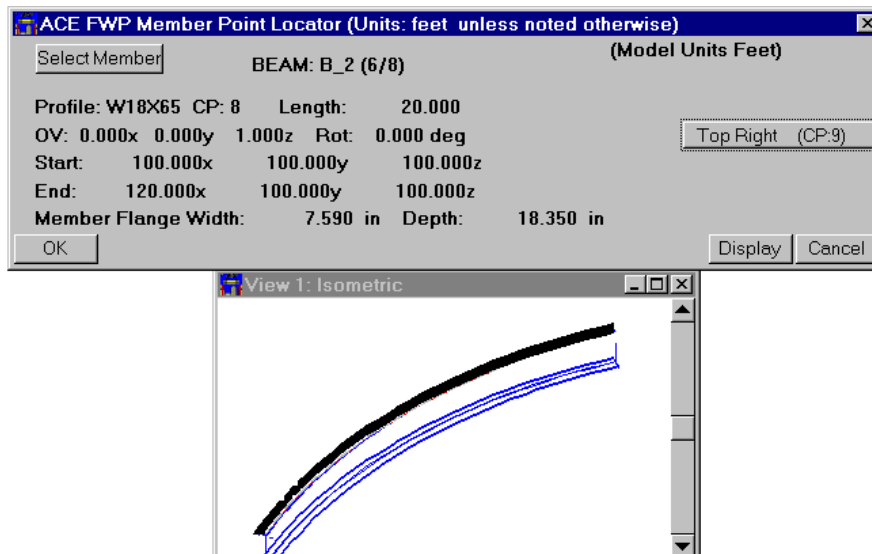 ACE FWP Member Point Locator (Units: feet unless noted otherwise)
Select Member
BEAM: B_2 (6/8)
(Model Units Feet)
Profile: W18X65 CP: 8 Length: 20.000
OV: 0.000x 0.000y 1.000z Rot: 0.000 deg
Top Right (CP:9)
Start: 100.000x 100.000y 100.000z
End: 120.000x 100.000y 100.000z
Member Flange Width: 7.590 in Depth: 18.350 in
OK
Display
Cancel
View 1: Isometric